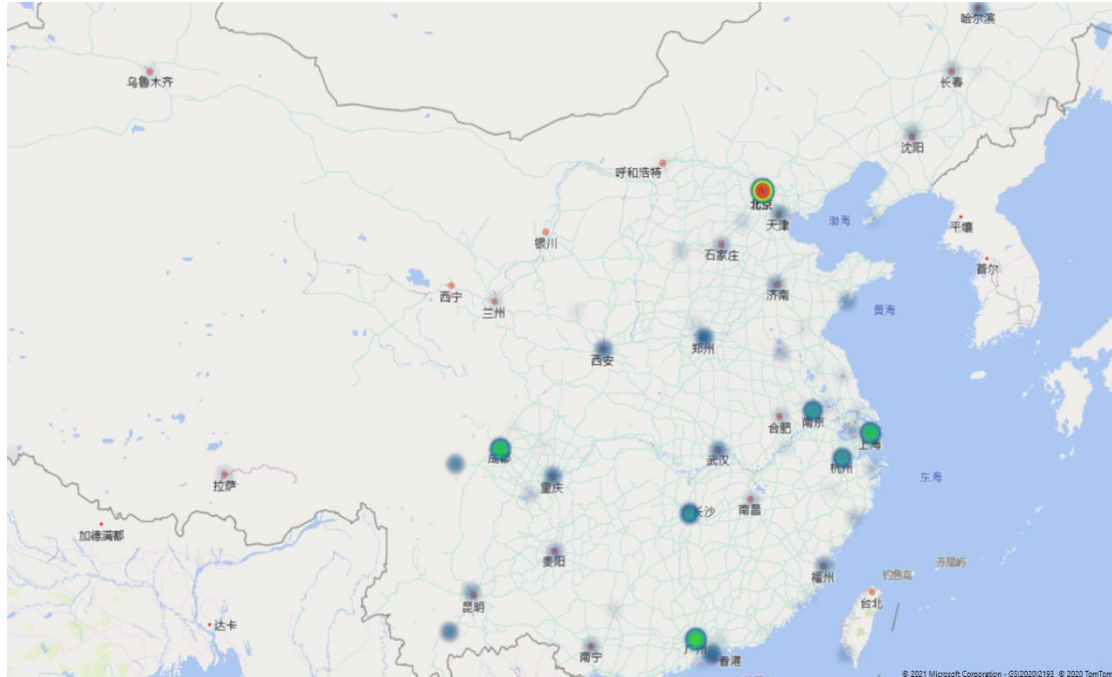 哈尔滨
乌鲁木齐
长春
沈阳
呼和浩特
北京
天津
渤海
平壤
银川
石家庄
首尔
西宁
兰州
济南
黄海
西安
郑州
合肥
南京
上海
成都
武汉
杭州
拉萨
重庆
东海
长沙
南昌
加德满都
贵阳
福州
钓鱼岛
赤尾屿
昆明
台北
达卡
广州
南宁
香港
© 2021 Microsoft Corporation - GS(2020)2193 © 2020 TomTom